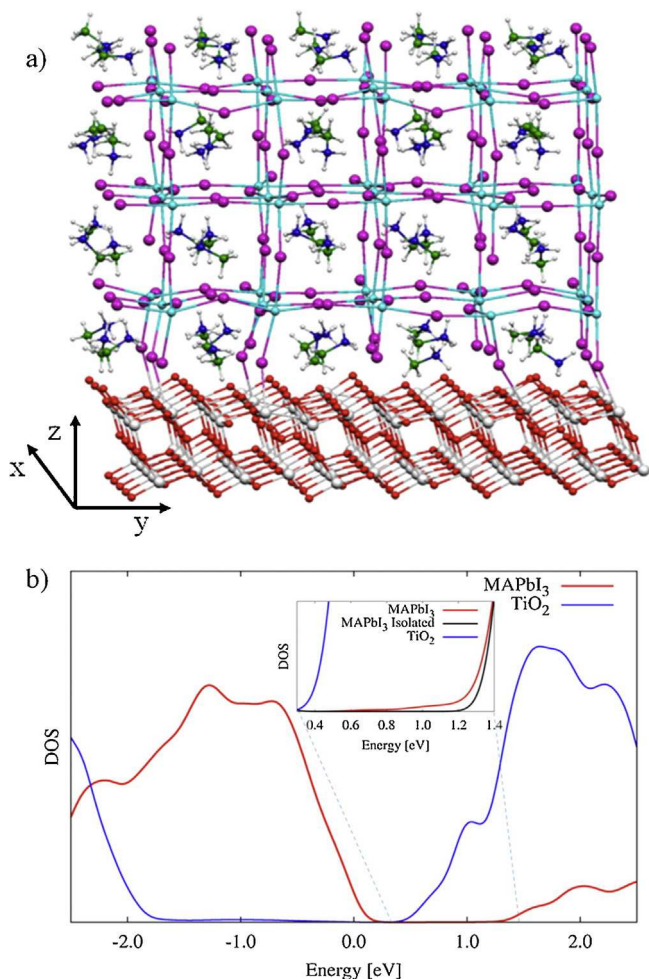 a)
z
x
y
b)
MAPbI₃
TiO₂
MAPbI₃
MAPbI₃ Isolated
TiO₂
DOS
0.4 0.6 0.8 1.0 1.2 1.4
Energy [eV]
DOS
-2.0 -1.0 0.0 1.0 2.0
Energy [eV]